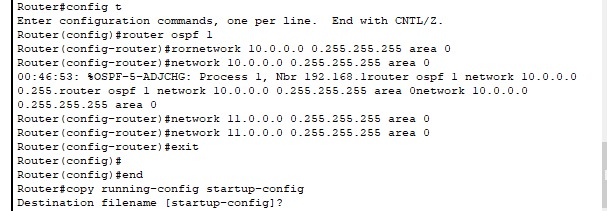 Router#config t
Enter configuration commands, one per line.  End with CNTL/Z.
Router(config)#router ospf 1
Router(config-router)#rornetwork 10.0.0.0 0.255.255.255 area 0
Router(config-router)#network 10.0.0.0 0.255.255.255 area 0
00:46:53: %OSPF-5-ADJCHG: Process 1, Nbr 192.168.1router ospf 1 network 10.0.0.0
0.255.router ospf 1 network 10.0.0.0 0.255.255.255 area 0network 10.0.0.0
0.255.255.255 area 0
Router(config-router)#network 11.0.0.0 0.255.255.255 area 0
Router(config-router)#network 11.0.0.0 0.255.255.255 area 0
Router(config-router)#exit
Router(config)#
Router(config)#end
Router#copy running-config startup-config
Destination filename [startup-config]?